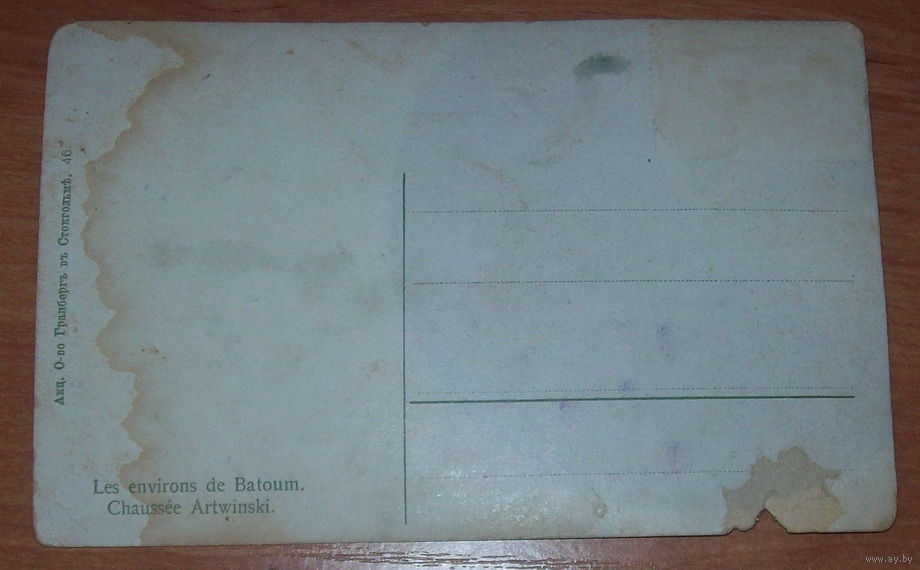 Акц. О-во Гранбергъ въ Стокгольмѣ. 46.
Les environs de Batoum.
Chaussée Artwinski.
www.ay.by